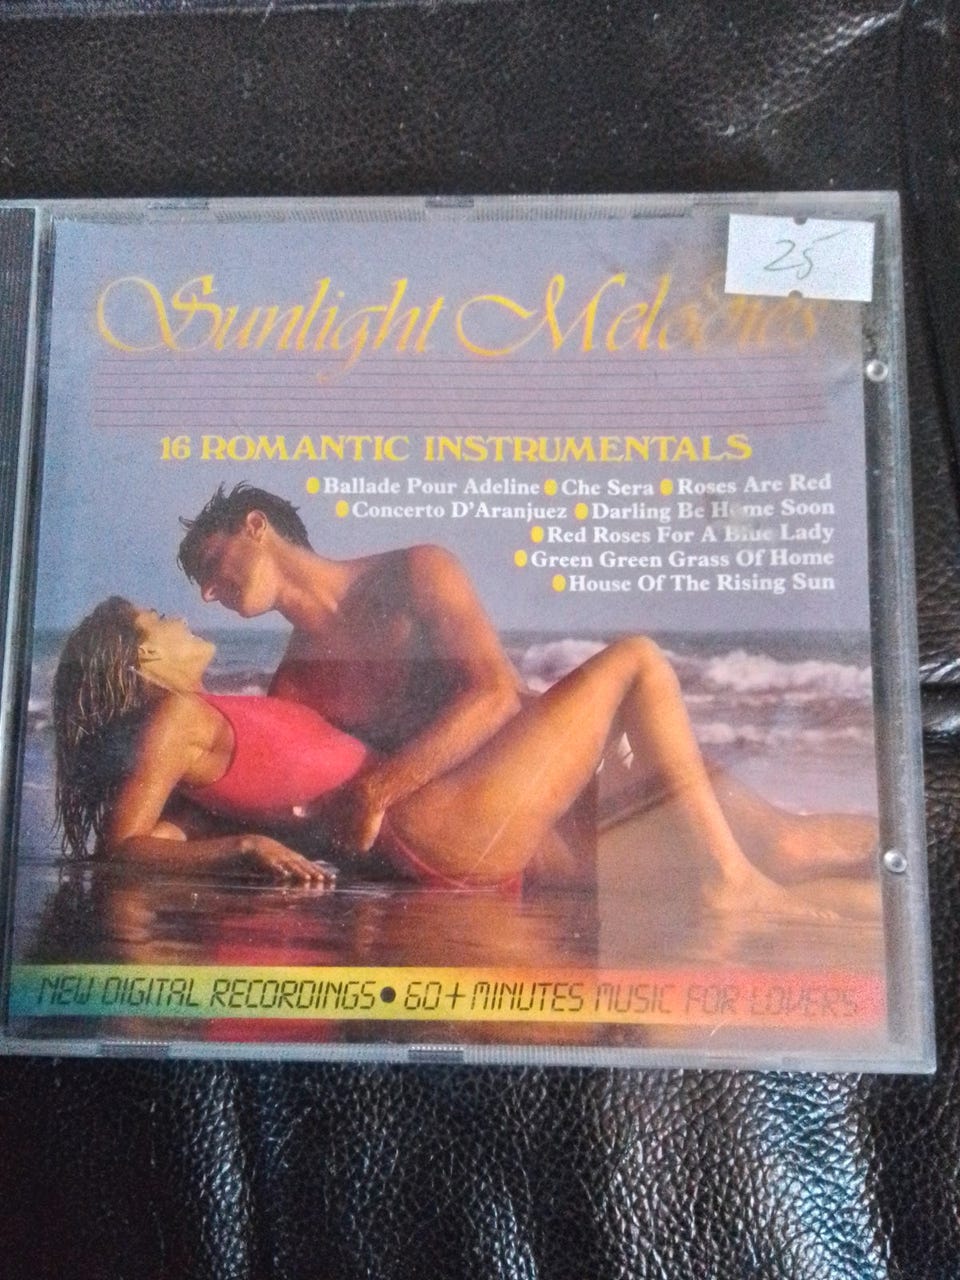 25
Sunlight Melodies
16 ROMANTIC INSTRUMENTALS
Ballade Pour Adeline Che Sera Roses Are Red
Concerto D'Aranjuez Darling Be Home Soon
Red Roses For A Blue Lady
Green Green Grass Of Home
House Of The Rising Sun
NEW DIGITAL RECORDINGS • 60+ MINUTES MUSIC FOR LOVERS